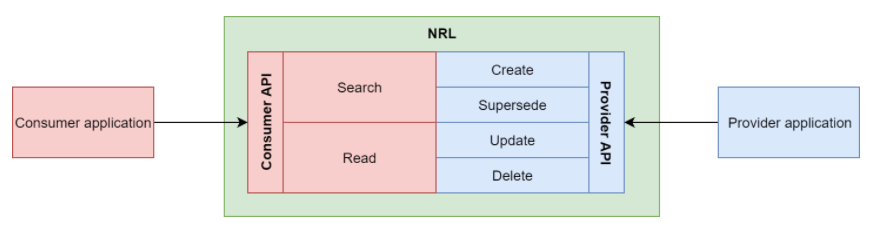 NRL
Consumer application
Consumer API
Search
Read
Create
Supersede
Update
Delete
Provider API
Provider application